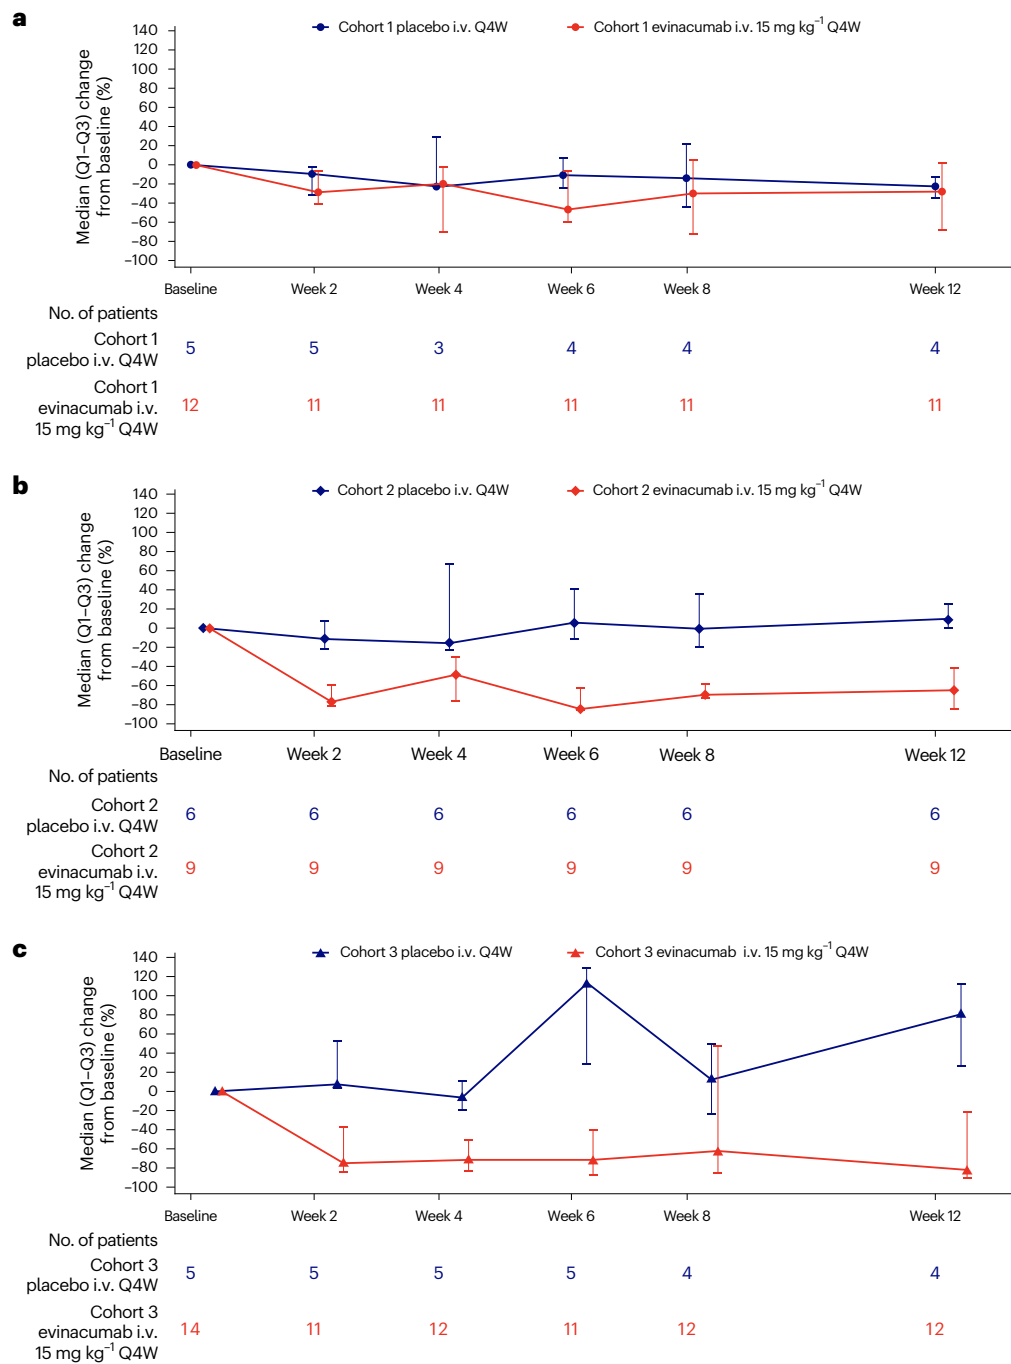 a
Cohort 1 placebo i.v. Q4W
Cohort 1 evinacumab i.v. 15 mg kg⁻¹ Q4W
Median (Q1–Q3) change
from baseline (%)
140
120
100
80
60
40
20
0
–20
–40
–60
–80
–100
Baseline Week 2 Week 4 Week 6 Week 8 Week 12
No. of patients
Cohort 1
placebo i.v. Q4W
5 5 3 4 4 4
Cohort 1
evinacumab i.v.
15 mg kg⁻¹ Q4W
12 11 11 11 11 11
b
Cohort 2 placebo i.v. Q4W
Cohort 2 evinacumab i.v. 15 mg kg⁻¹ Q4W
Median (Q1–Q3) change
from baseline (%)
140
120
100
80
60
40
20
0
–20
–40
–60
–80
–100
Baseline Week 2 Week 4 Week 6 Week 8 Week 12
No. of patients
Cohort 2
placebo i.v. Q4W
6 6 6 6 6 6
Cohort 2
evinacumab i.v.
15 mg kg⁻¹ Q4W
9 9 9 9 9 9
c
Cohort 3 placebo i.v. Q4W
Cohort 3 evinacumab i.v. 15 mg kg⁻¹ Q4W
Median (Q1–Q3) change
from baseline (%)
140
120
100
80
60
40
20
0
–20
–40
–60
–80
–100
Baseline Week 2 Week 4 Week 6 Week 8 Week 12
No. of patients
Cohort 3
placebo i.v. Q4W
5 5 5 5 4 4
Cohort 3
evinacumab i.v.
15 mg kg⁻¹ Q4W
14 11 12 11 12 12